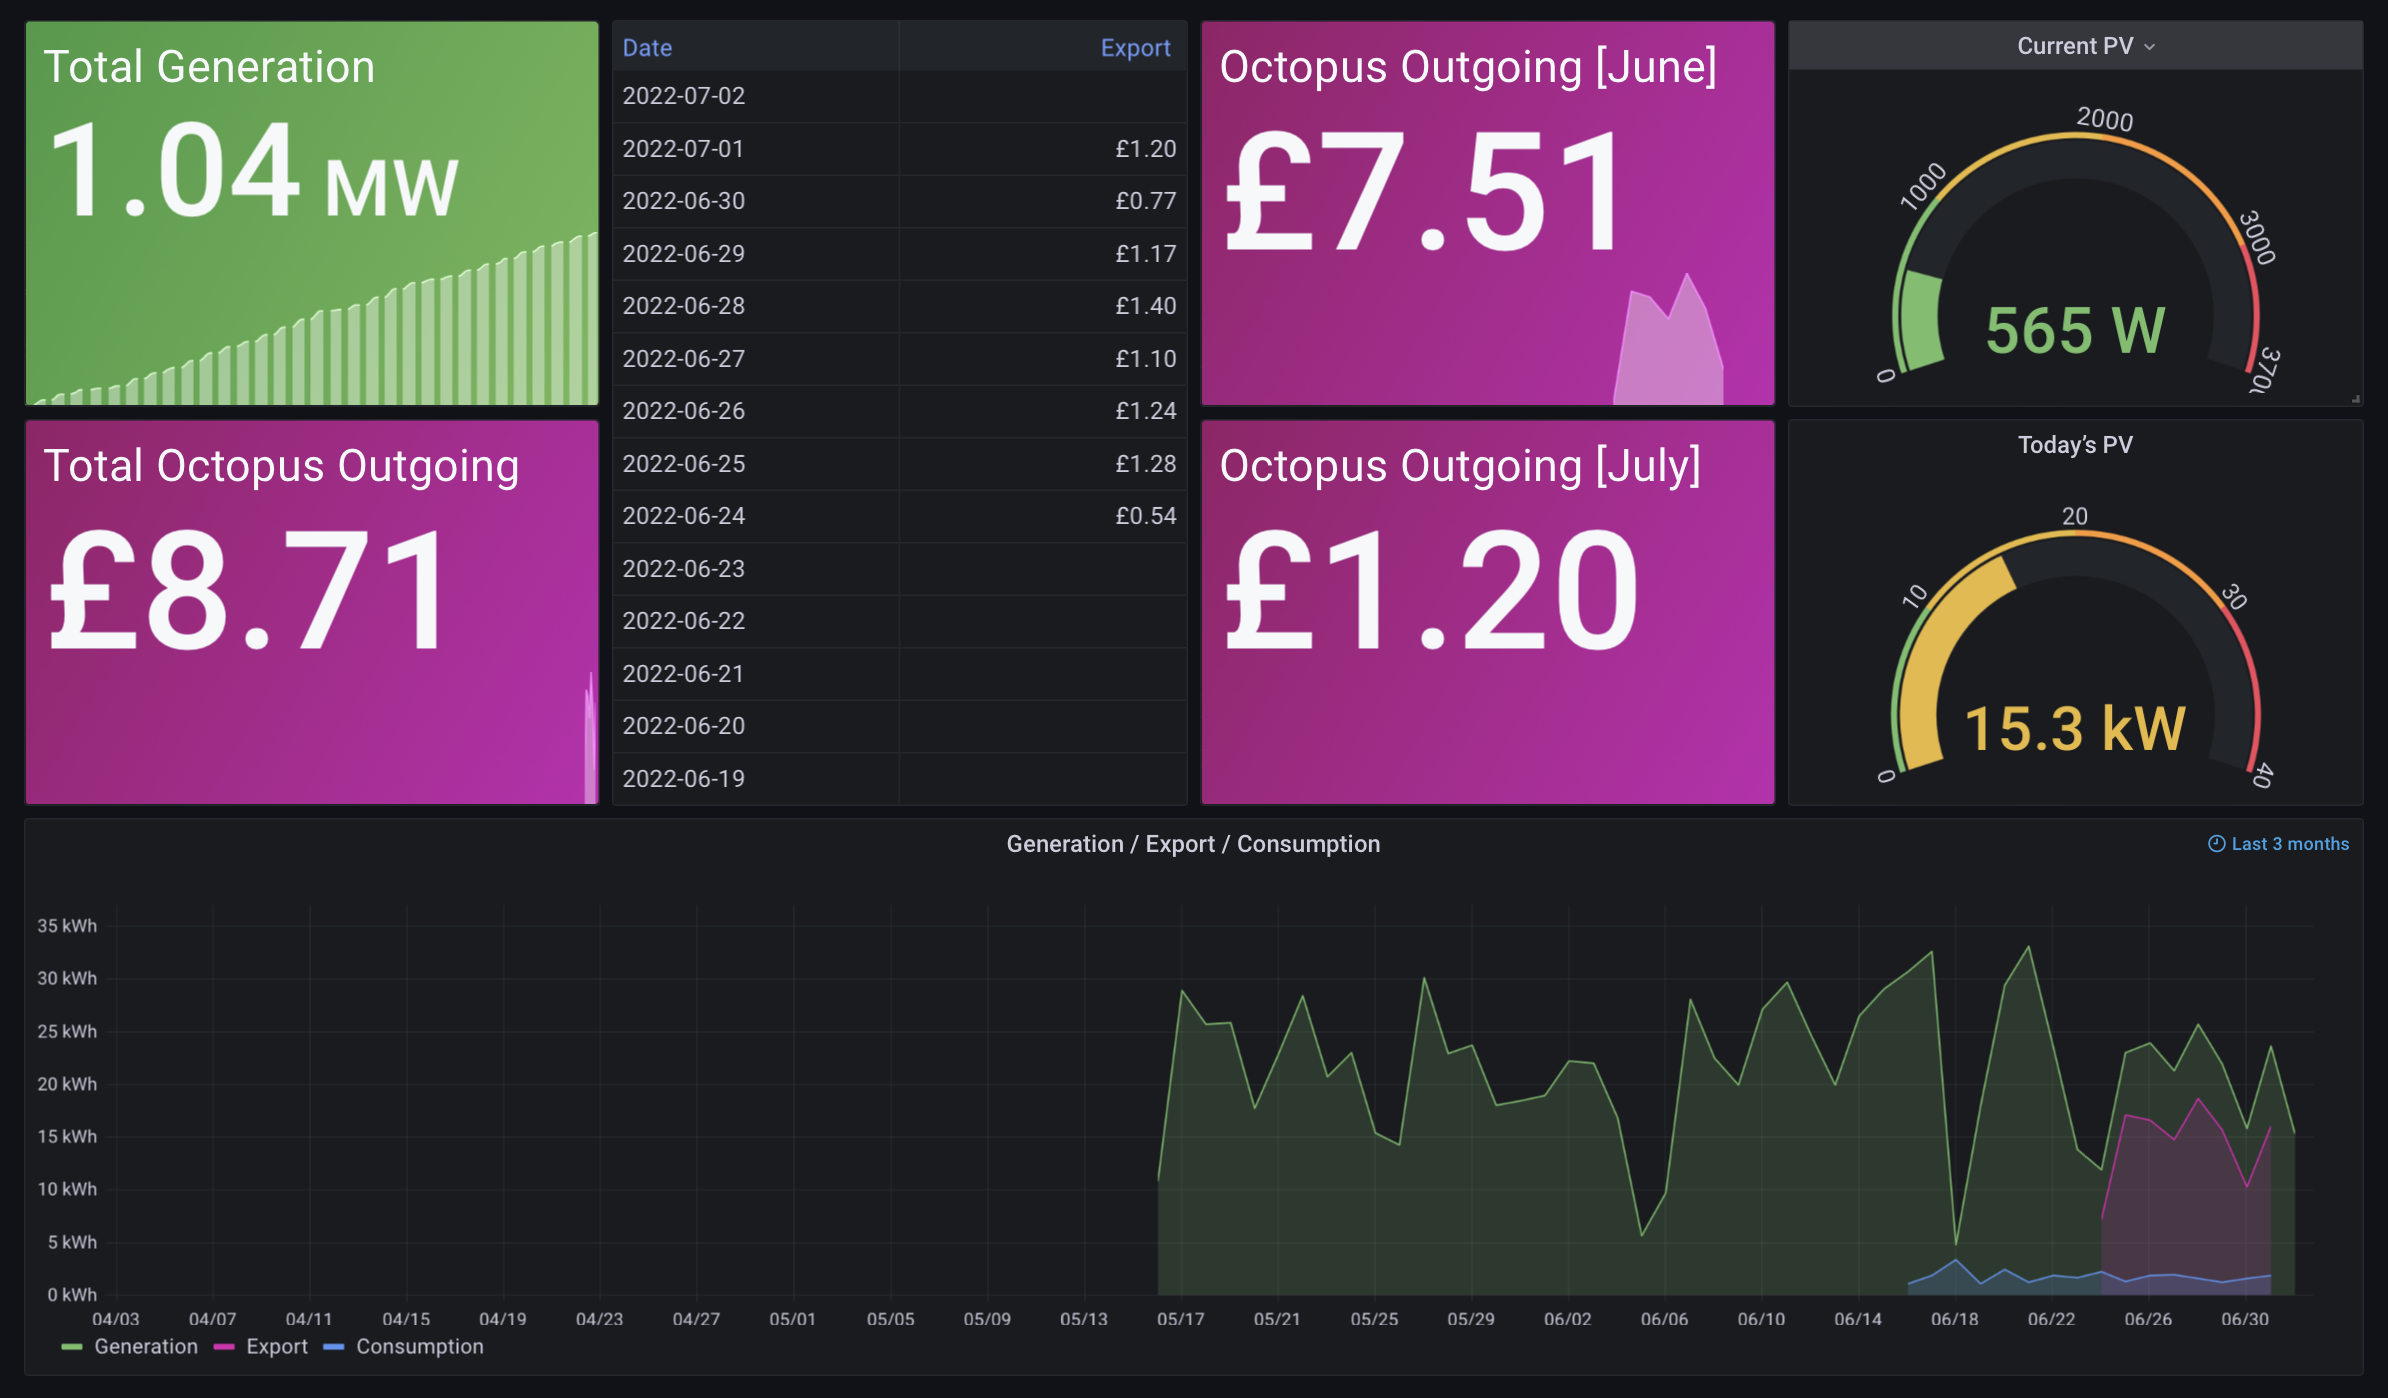 Total Generation
1.04 MW
Date Export
2022-07-02
2022-07-01 £1.20
2022-06-30 £0.77
2022-06-29 £1.17
2022-06-28 £1.40
2022-06-27 £1.10
2022-06-26 £1.24
2022-06-25 £1.28
2022-06-24 £0.54
2022-06-23
2022-06-22
2022-06-21
2022-06-20
2022-06-19
Octopus Outgoing [June]
£7.51
Current PV
0
1000
2000
3000
3700
565 W
Total Octopus Outgoing
£8.71
Octopus Outgoing [July]
£1.20
Today's PV
0
10
20
30
40
15.3 kW
Generation / Export / Consumption
Last 3 months
35 kWh
30 kWh
25 kWh
20 kWh
15 kWh
10 kWh
5 kWh
0 kWh
04/03 04/07 04/11 04/15 04/19 04/23 04/27 05/01 05/05 05/09 05/13 05/17 05/21 05/25 05/29 06/02 06/06 06/10 06/14 06/18 06/22 06/26 06/30
Generation Export Consumption